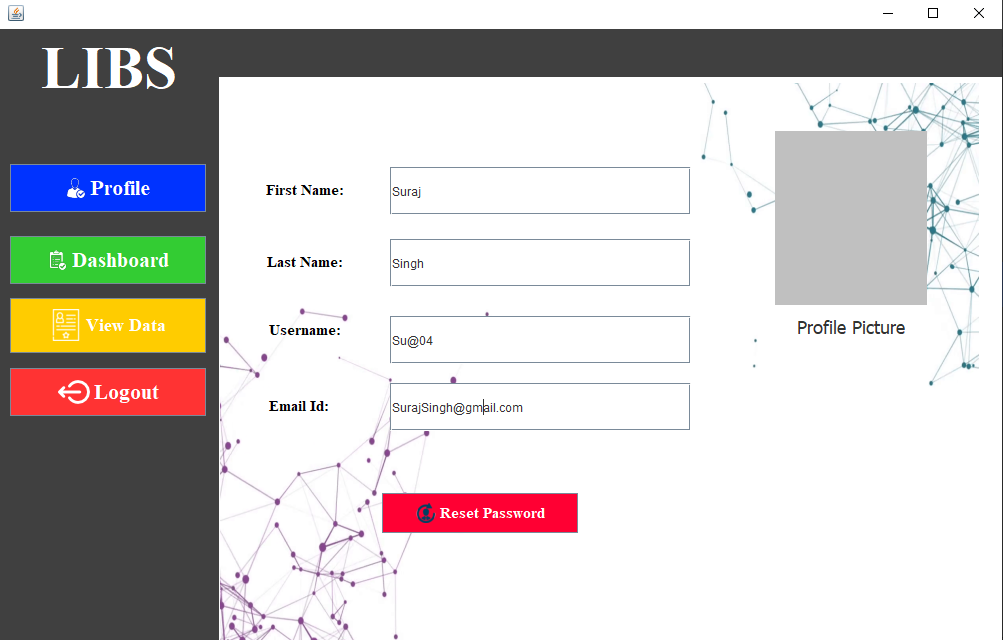 LIBS
Profile
Dashboard
View Data
Logout
First Name: Suraj
Last Name: Singh
Username: Su@04
Email Id: SurajSingh@gmail.com
Reset Password
Profile Picture